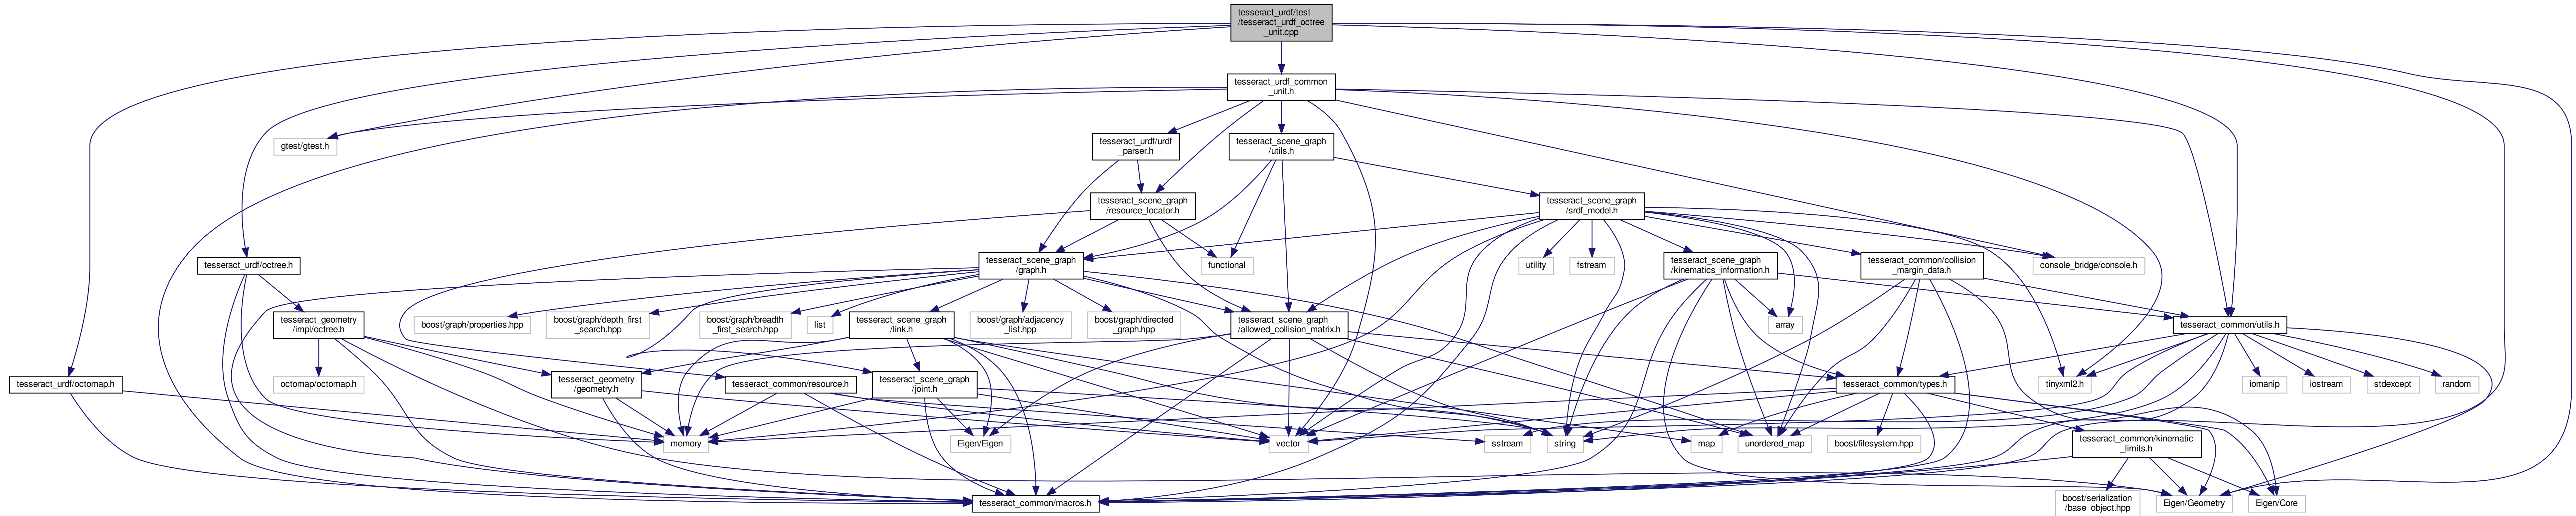 tesseract_urdf/test
/tesseract_urdf_octree
_unit.cpp
tesseract_urdf_common
_unit.h
gtest/gtest.h
tesseract_urdf/urdf
_parser.h
tesseract_scene_graph
/utils.h
tesseract_scene_graph
/resource_locator.h
tesseract_scene_graph
/srdf_model.h
tesseract_urdf/octree.h
tesseract_scene_graph
/graph.h
functional
utility
fstream
tesseract_scene_graph
/kinematics_information.h
tesseract_common/collision
_margin_data.h
console_bridge/console.h
tesseract_geometry
/impl/octree.h
boost/graph/properties.hpp
boost/graph/depth_first
_search.hpp
boost/graph/breadth
_first_search.hpp
list
tesseract_scene_graph
/link.h
boost/graph/adjacency
_list.hpp
boost/graph/directed
_graph.hpp
tesseract_scene_graph
/allowed_collision_matrix.h
array
tesseract_common/utils.h
tesseract_urdf/octomap.h
octomap/octomap.h
tesseract_geometry
/geometry.h
tesseract_common/resource.h
tesseract_scene_graph
/joint.h
tesseract_common/types.h
tinyxml2.h
iomanip
iostream
stdexcept
random
memory
Eigen/Eigen
vector
sstream
string
map
unordered_map
boost/filesystem.hpp
tesseract_common/kinematic
_limits.h
tesseract_common/macros.h
boost/serialization
/base_object.hpp
Eigen/Geometry
Eigen/Core